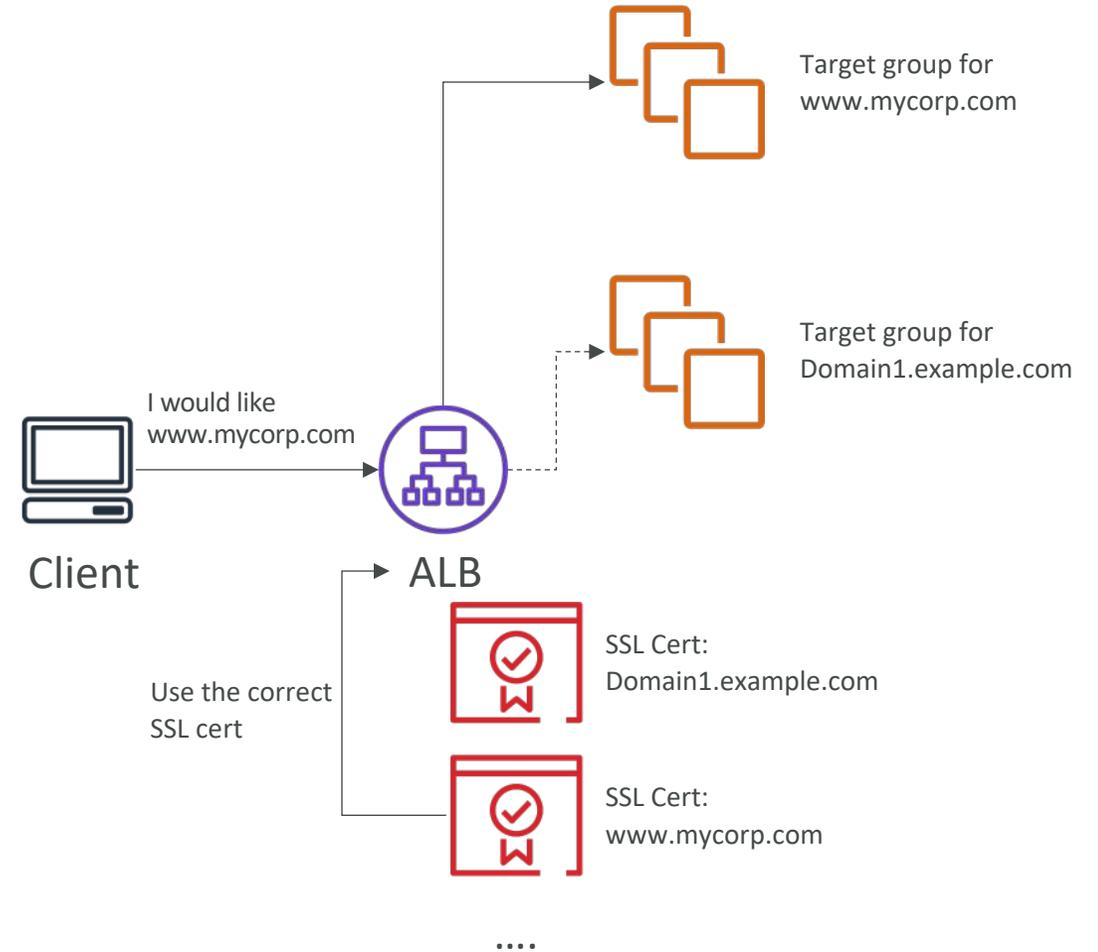 Target group for
www.mycorp.com
Target group for
Domain1.example.com
I would like
www.mycorp.com
Client
ALB
SSL Cert:
Domain1.example.com
Use the correct
SSL cert
SSL Cert:
www.mycorp.com
....